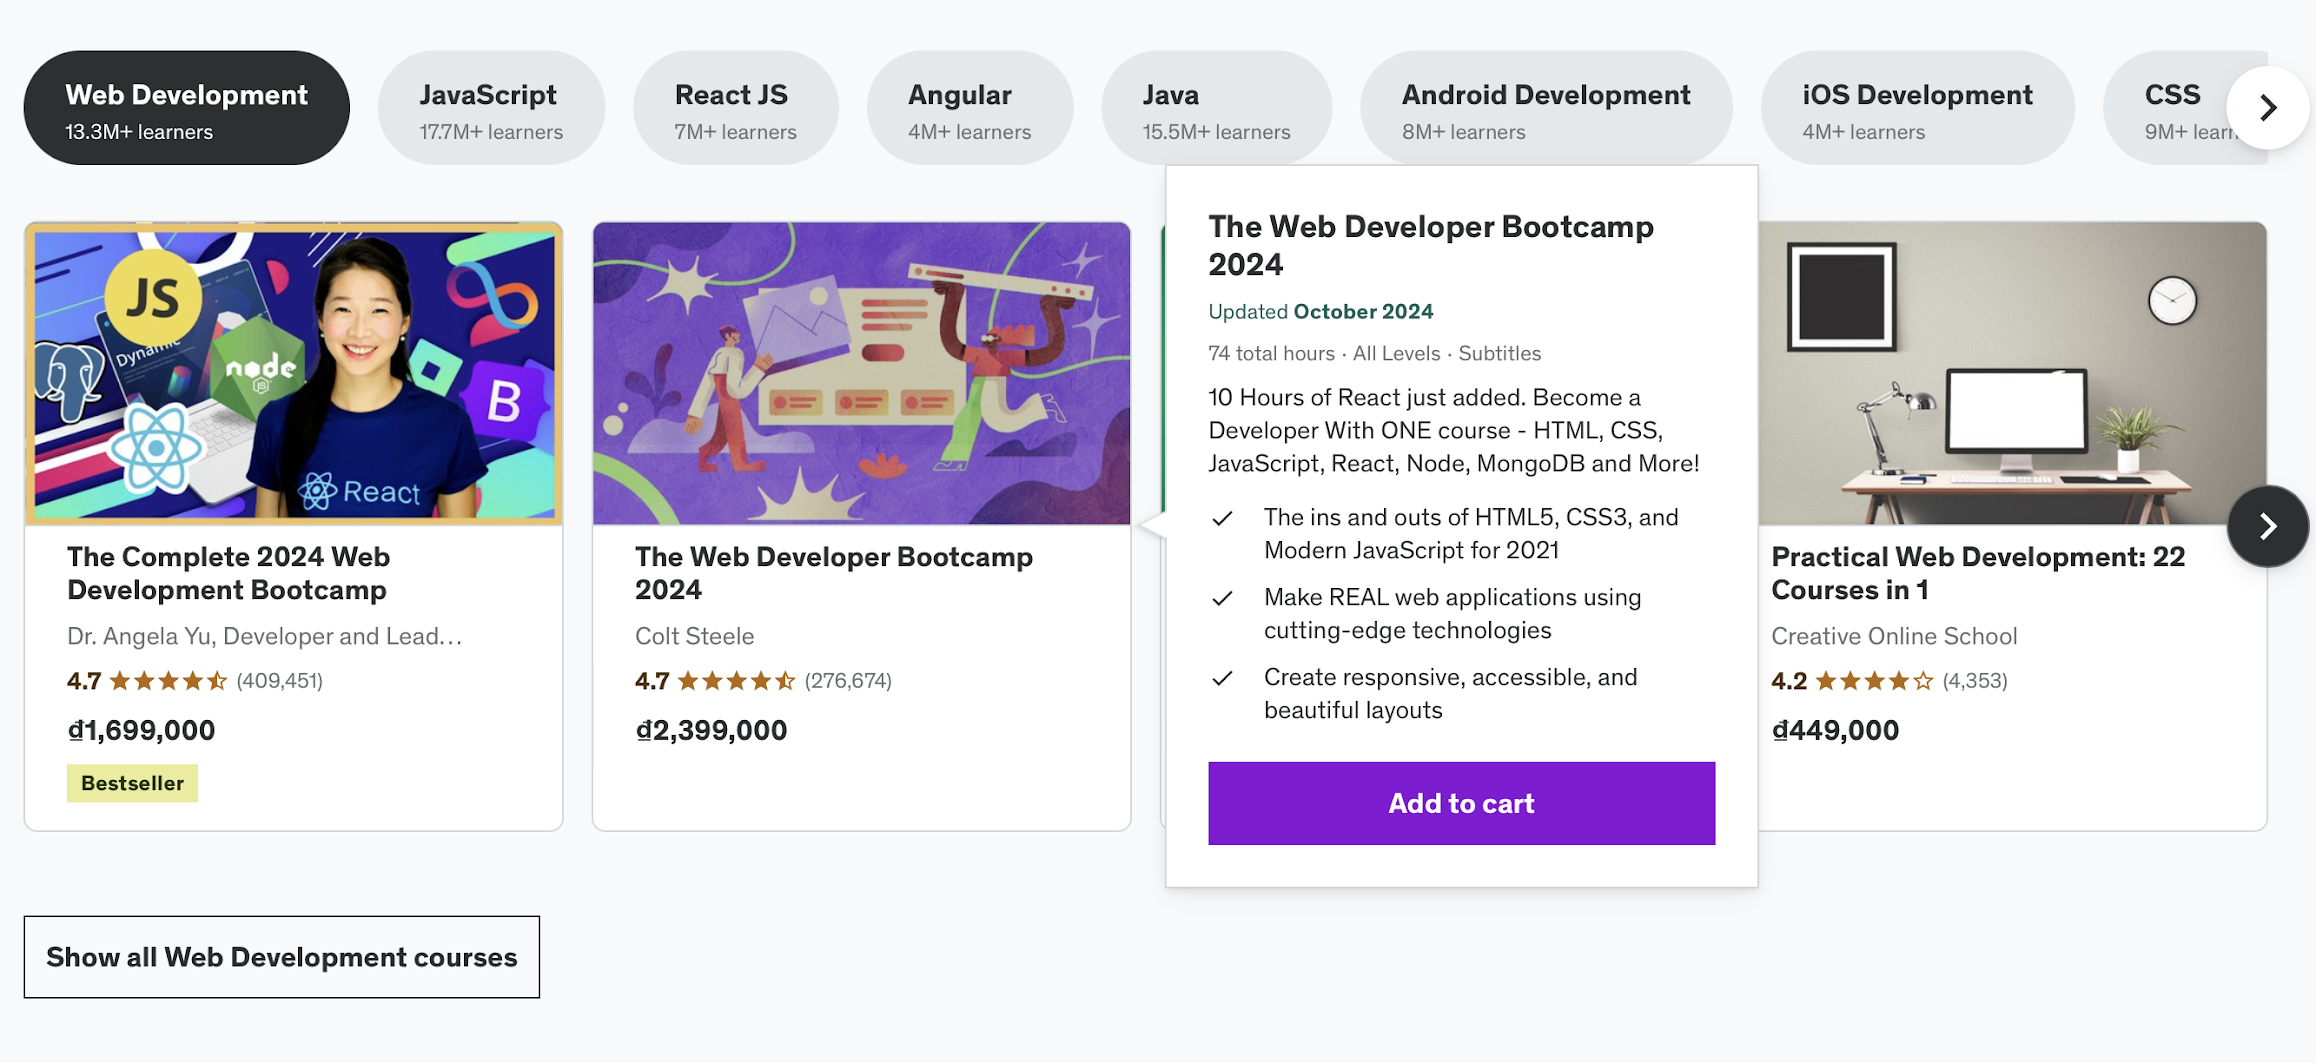 Web Development
13.3M+ learners
JavaScript
17.7M+ learners
React JS
7M+ learners
Angular
4M+ learners
Java
15.5M+ learners
Android Development
8M+ learners
iOS Development
4M+ learners
CSS
9M+ learn
JS
Dynamic
node
JS
B
React
The Complete 2024 Web
Development Bootcamp
Dr. Angela Yu, Developer and Lead...
4.7 (409,451)
₫1,699,000
Bestseller
The Web Developer Bootcamp
2024
Colt Steele
4.7 (276,674)
₫2,399,000
The Web Developer Bootcamp
2024
Updated October 2024
74 total hours · All Levels · Subtitles
10 Hours of React just added. Become a
Developer With ONE course - HTML, CSS,
JavaScript, React, Node, MongoDB and More!
The ins and outs of HTML5, CSS3, and
Modern JavaScript for 2021
Make REAL web applications using
cutting-edge technologies
Create responsive, accessible, and
beautiful layouts
Add to cart
Practical Web Development: 22
Courses in 1
Creative Online School
4.2 (4,353)
₫449,000
Show all Web Development courses